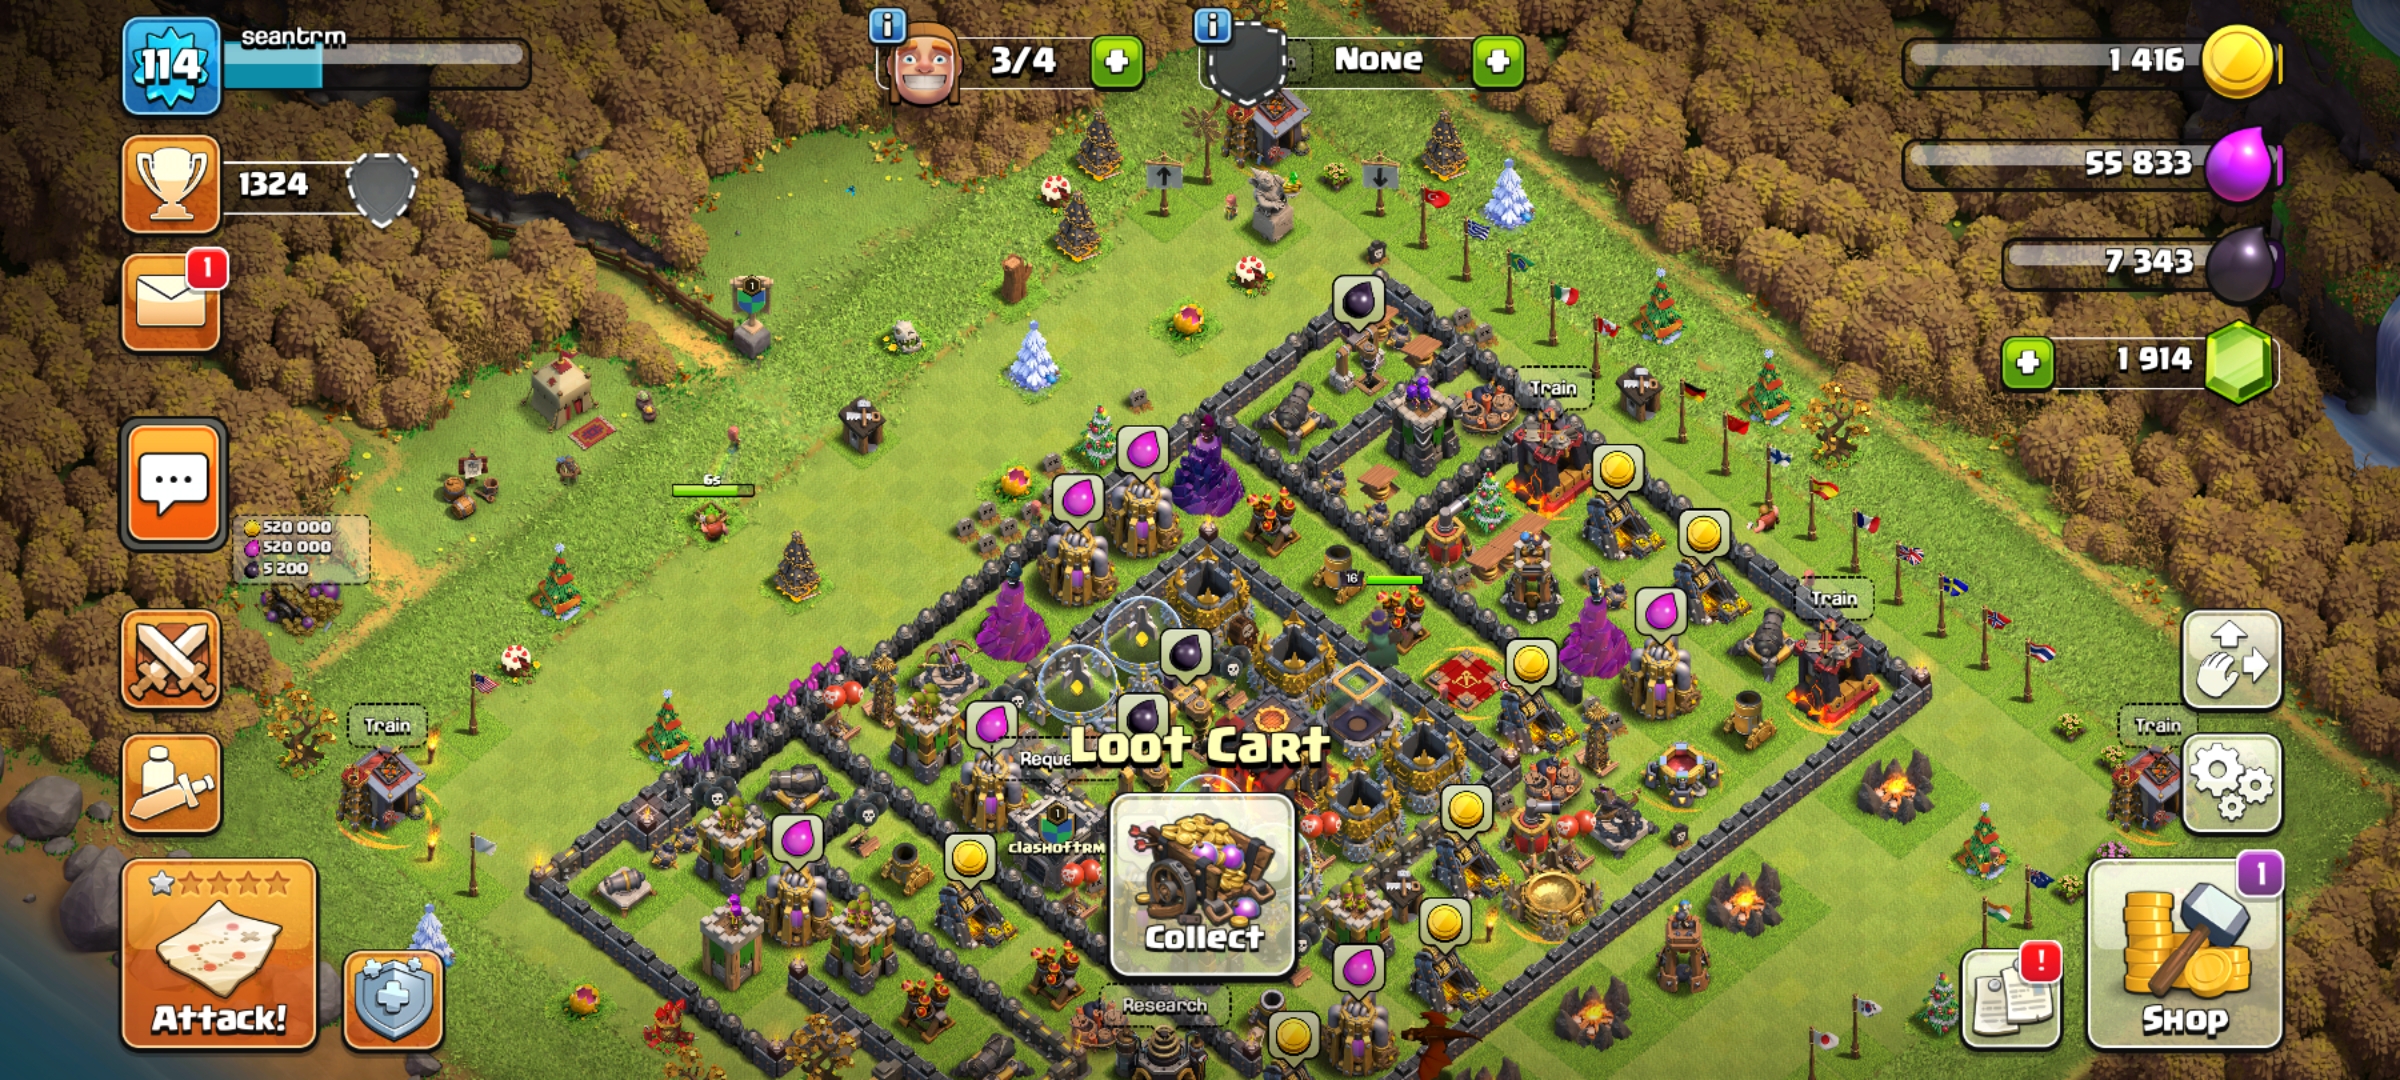 114
seantrm
3/4
None
1 416
1324
55 833
7 343
1
1 914
Train
6s
520 000
520 000
5 200
16
Train
Train
Train
Loot Cart
Reque
clashoftrm
Collect
1
Research
Attack!
!
Shop